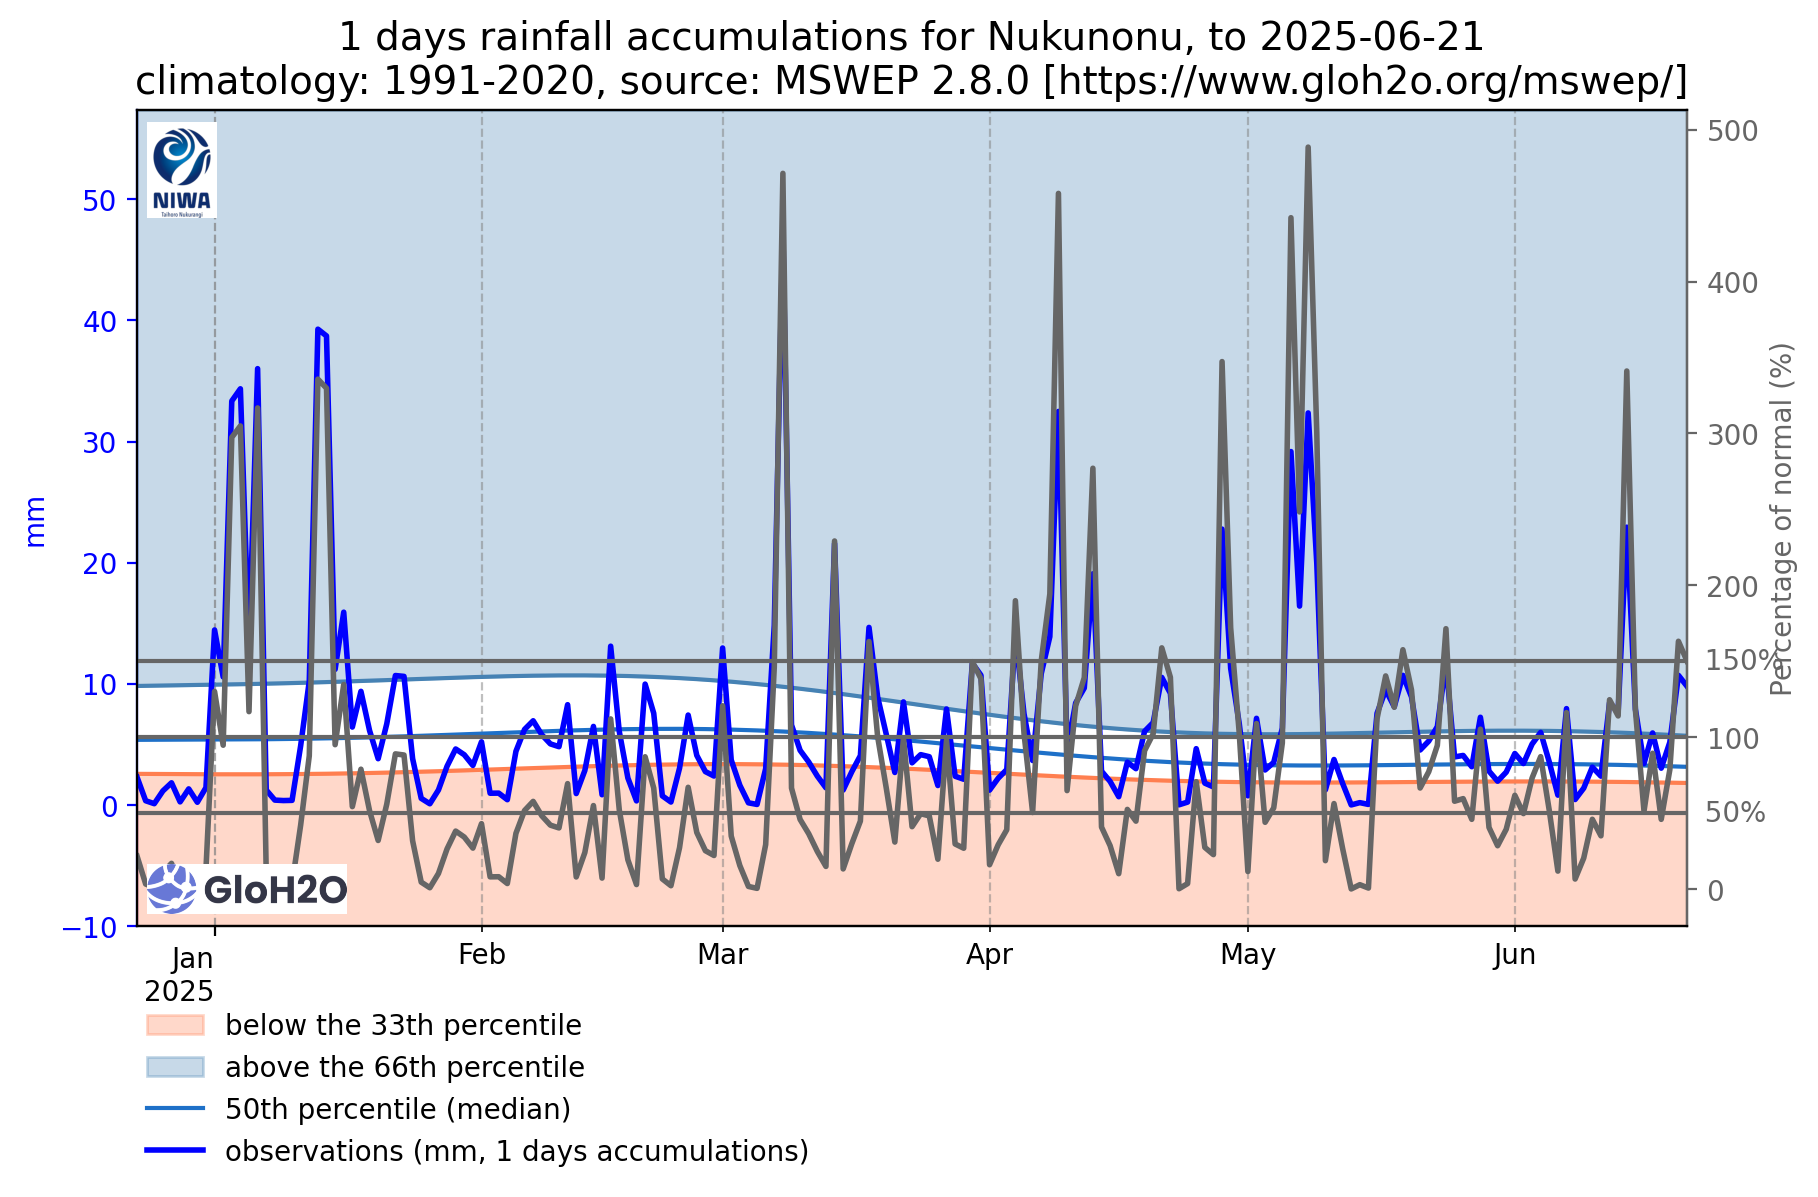 1 days rainfall accumulations for Nukunonu, to 2025-06-21
climatology: 1991-2020, source: MSWEP 2.8.0 [https://www.gloh2o.org/mswep/]
NIWA
Taihoro Nukurangi
50
40
30
20
10
0
−10
mm
500
400
300
200
150%
100
50%
0
Percentage of normal (%)
GloH2O
Jan
2025
Feb
Mar
Apr
May
Jun
below the 33th percentile
above the 66th percentile
50th percentile (median)
observations (mm, 1 days accumulations)